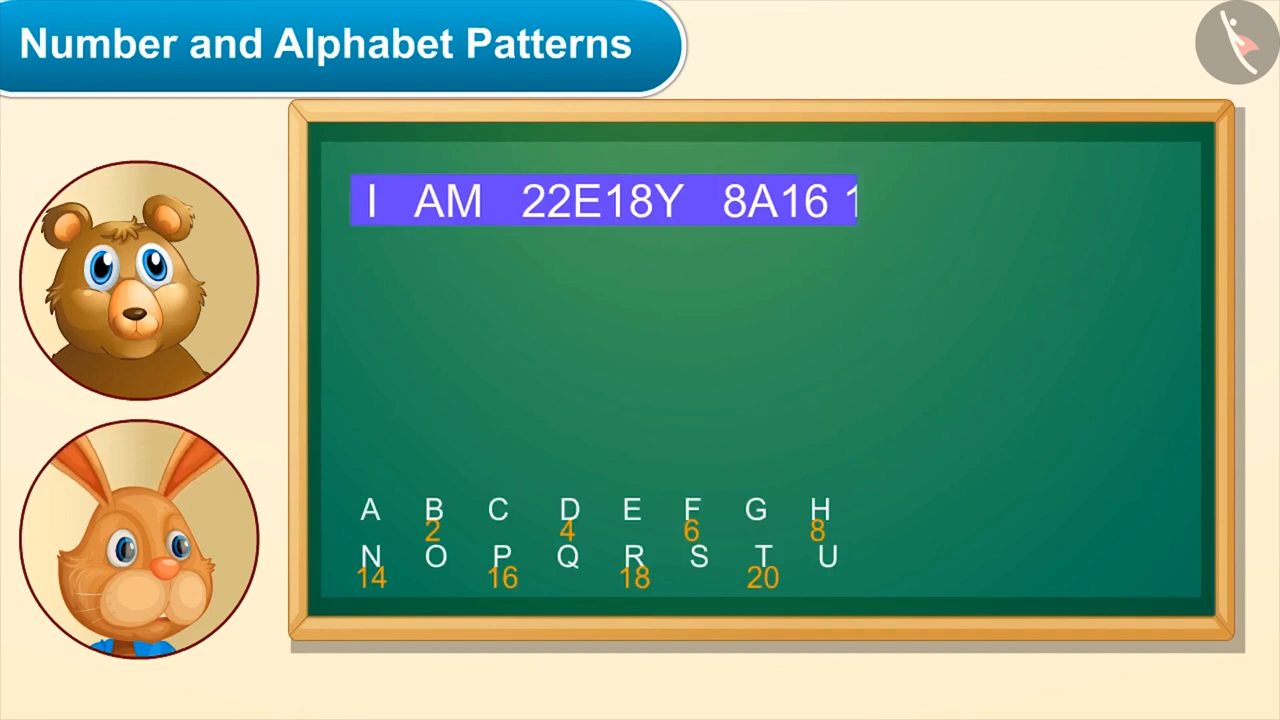 Number and Alphabet Patterns
I AM 22E18Y 8A16
A B C D E F G H
2 4 6 8
N O P Q R S T U
14 16 18 20